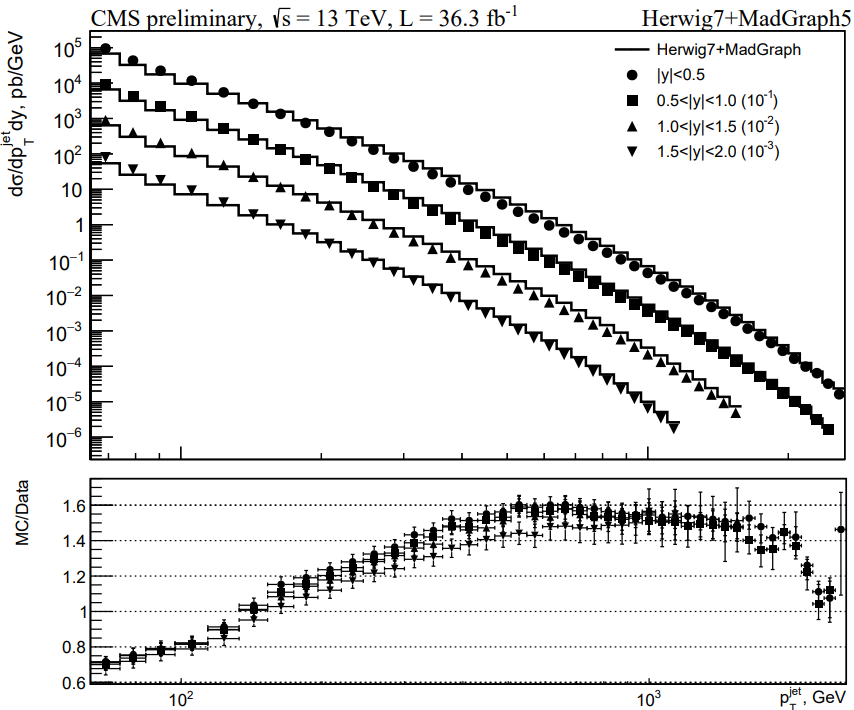 CMS preliminary, √s = 13 TeV, L = 36.3 fb⁻¹ Herwig7+MadGraph5
dσ/dp_T^jet dy, pb/GeV
10⁵
10⁴
10³
10²
10
1
10⁻¹
10⁻²
10⁻³
10⁻⁴
10⁻⁵
10⁻⁶
Herwig7+MadGraph
|y|<0.5
0.5<|y|<1.0 (10⁻¹)
1.0<|y|<1.5 (10⁻²)
1.5<|y|<2.0 (10⁻³)
MC/Data
1.6
1.4
1.2
1
0.8
0.6
10² 10³ p_T^jet, GeV